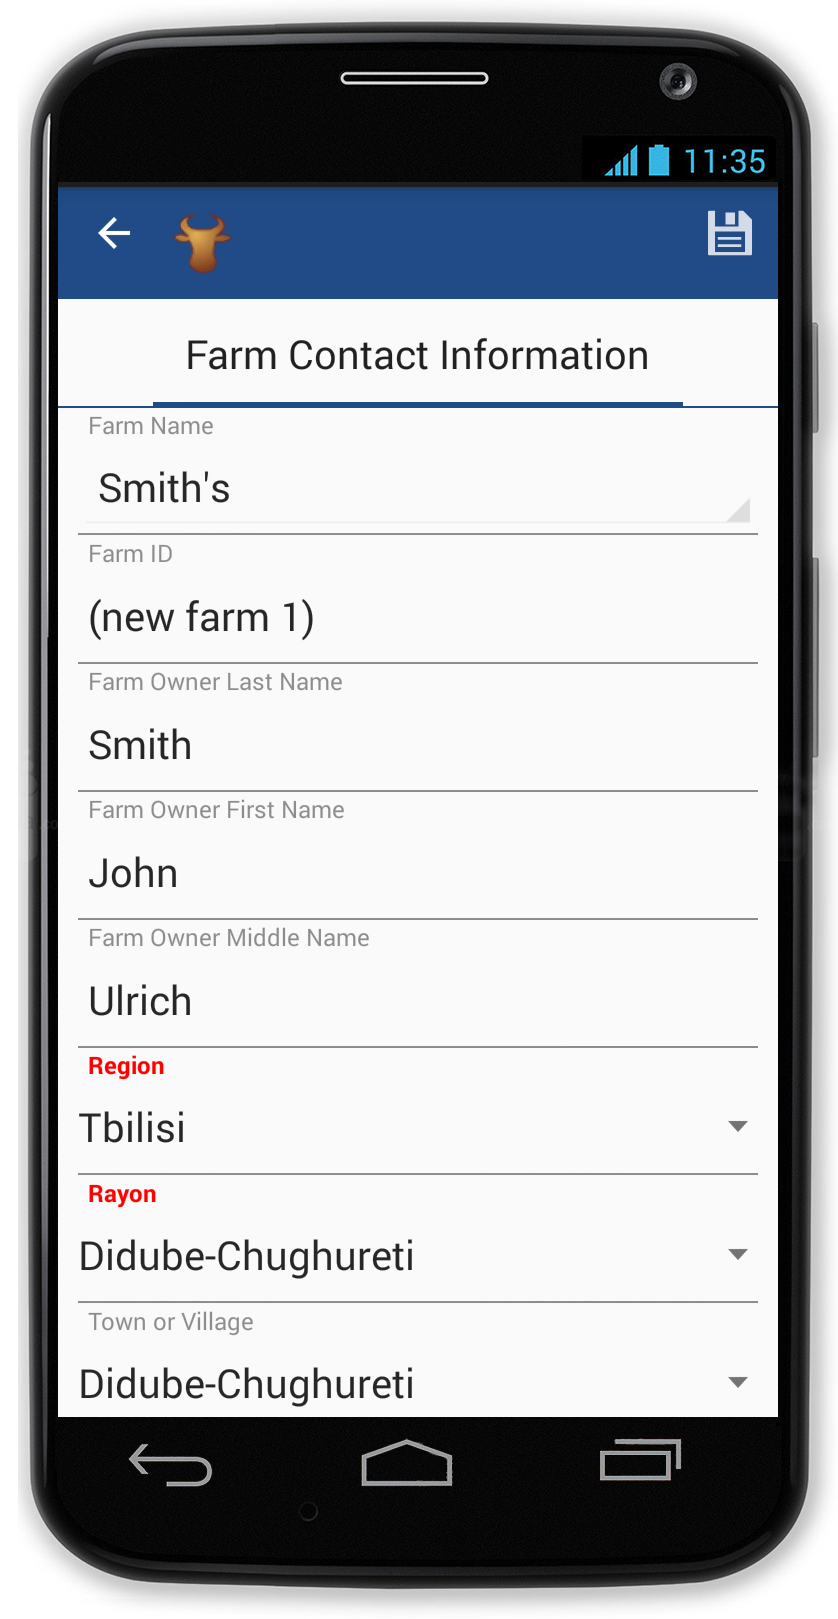 11:35
Farm Contact Information
Farm Name
Smith's
Farm ID
(new farm 1)
Farm Owner Last Name
Smith
Farm Owner First Name
John
Farm Owner Middle Name
Ulrich
Region
Tbilisi
Rayon
Didube-Chughureti
Town or Village
Didube-Chughureti